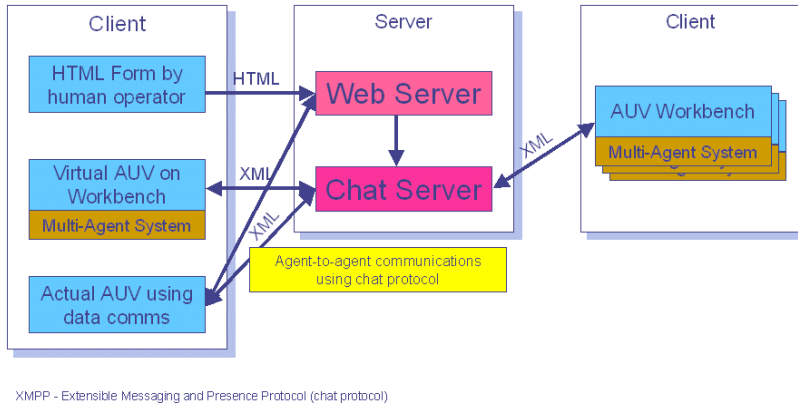 Client
HTML Form by
human operator
Virtual AUV on
Workbench
Multi-Agent System
Actual AUV using
data comms
HTML
XML
XML
Server
Web Server
Chat Server
Agent-to-agent communications
using chat protocol
XML
Client
AUV Workbench
Multi-Agent System
XMPP - Extensible Messaging and Presence Protocol (chat protocol)